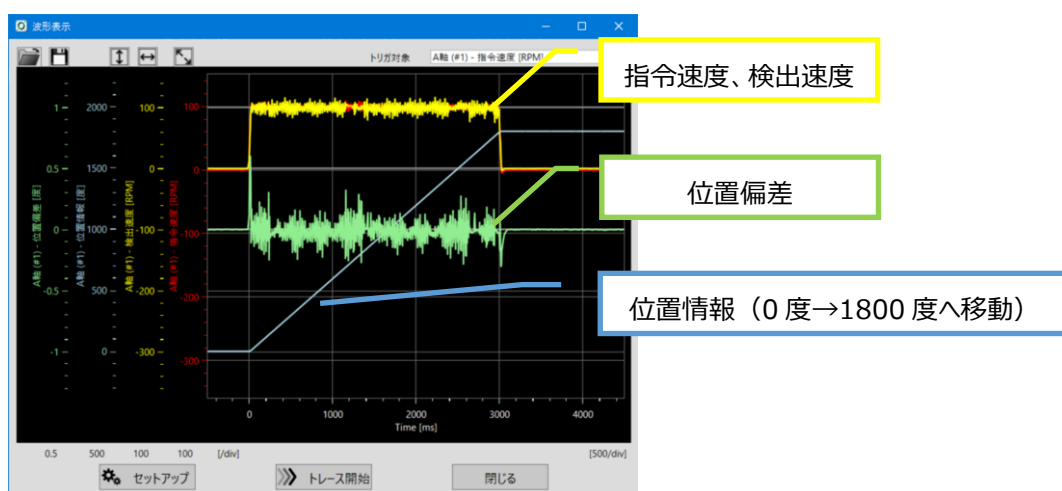 波形表示
トリガ対象 A軸 (#1) - 指令速度 [RPM]
指令速度、検出速度
位置偏差
位置情報（0 度→1800 度へ移動）
A軸 (#1) - 位置偏差 [度]
1
0.5
0
-0.5
-1
A軸 (#1) - 位置情報 [度]
2000
1500
1000
500
0
A軸 (#1) - 検出速度 [RPM]
100
0
-100
-200
-300
A軸 (#1) - 指令速度 [RPM]
100
0
-100
-200
-300
0 1000 2000 3000 4000
Time [ms]
0.5 500 100 100 [/div] [500/div]
セットアップ トレース開始 閉じる